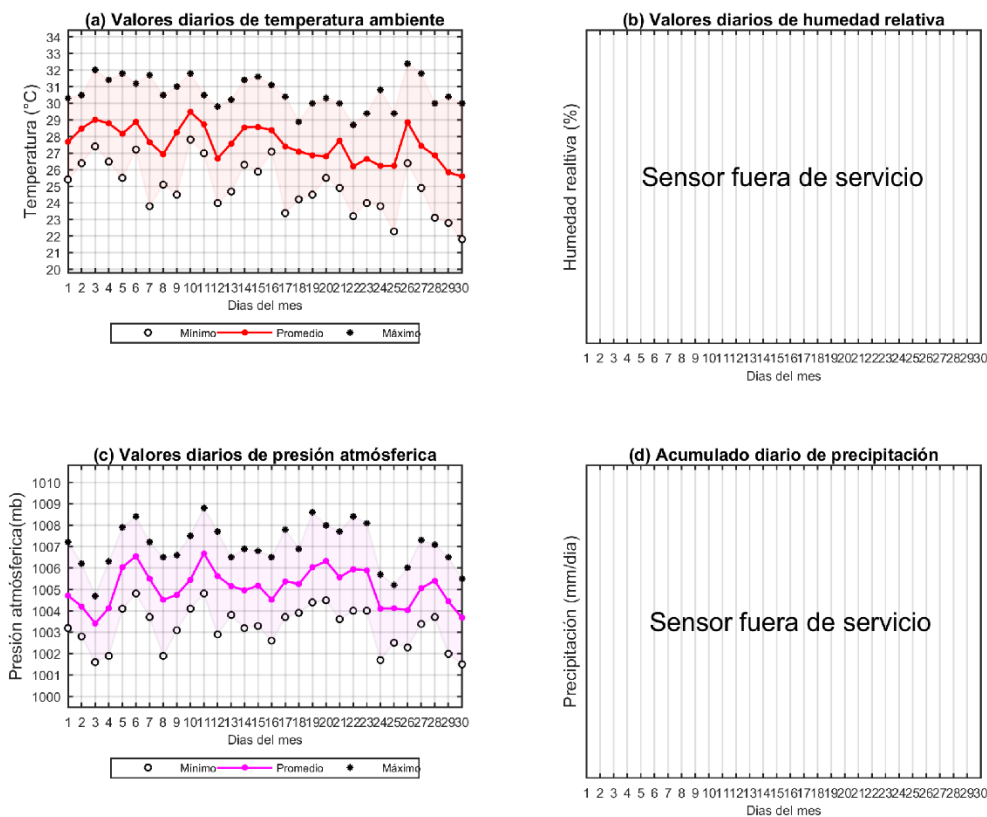 (a) Valores diarios de temperatura ambiente
34
33
32
31
30
29
28
27
26
25
24
23
22
21
20
Temperatura (°C)
1 2 3 4 5 6 7 8 9 10 11 12 13 14 15 16 17 18 19 20 21 22 23 24 25 26 27 28 29 30
Dias del mes
Mínimo Promedio Máximo
(b) Valores diarios de humedad relativa
Humedad realtiva (%)
Sensor fuera de servicio
1 2 3 4 5 6 7 8 9 10 11 12 13 14 15 16 17 18 19 20 21 22 23 24 25 26 27 28 29 30
Dias del mes
(c) Valores diarios de presión atmósferica
1010
1009
1008
1007
1006
1005
1004
1003
1002
1001
1000
Presión atmósferica(mb)
1 2 3 4 5 6 7 8 9 10 11 12 13 14 15 16 17 18 19 20 21 22 23 24 25 26 27 28 29 30
Dias del mes
Mínimo Promedio Máximo
(d) Acumulado diario de precipitación
Precipitación (mm/dia)
Sensor fuera de servicio
1 2 3 4 5 6 7 8 9 10 11 12 13 14 15 16 17 18 19 20 21 22 23 24 25 26 27 28 29 30
Dias del mes